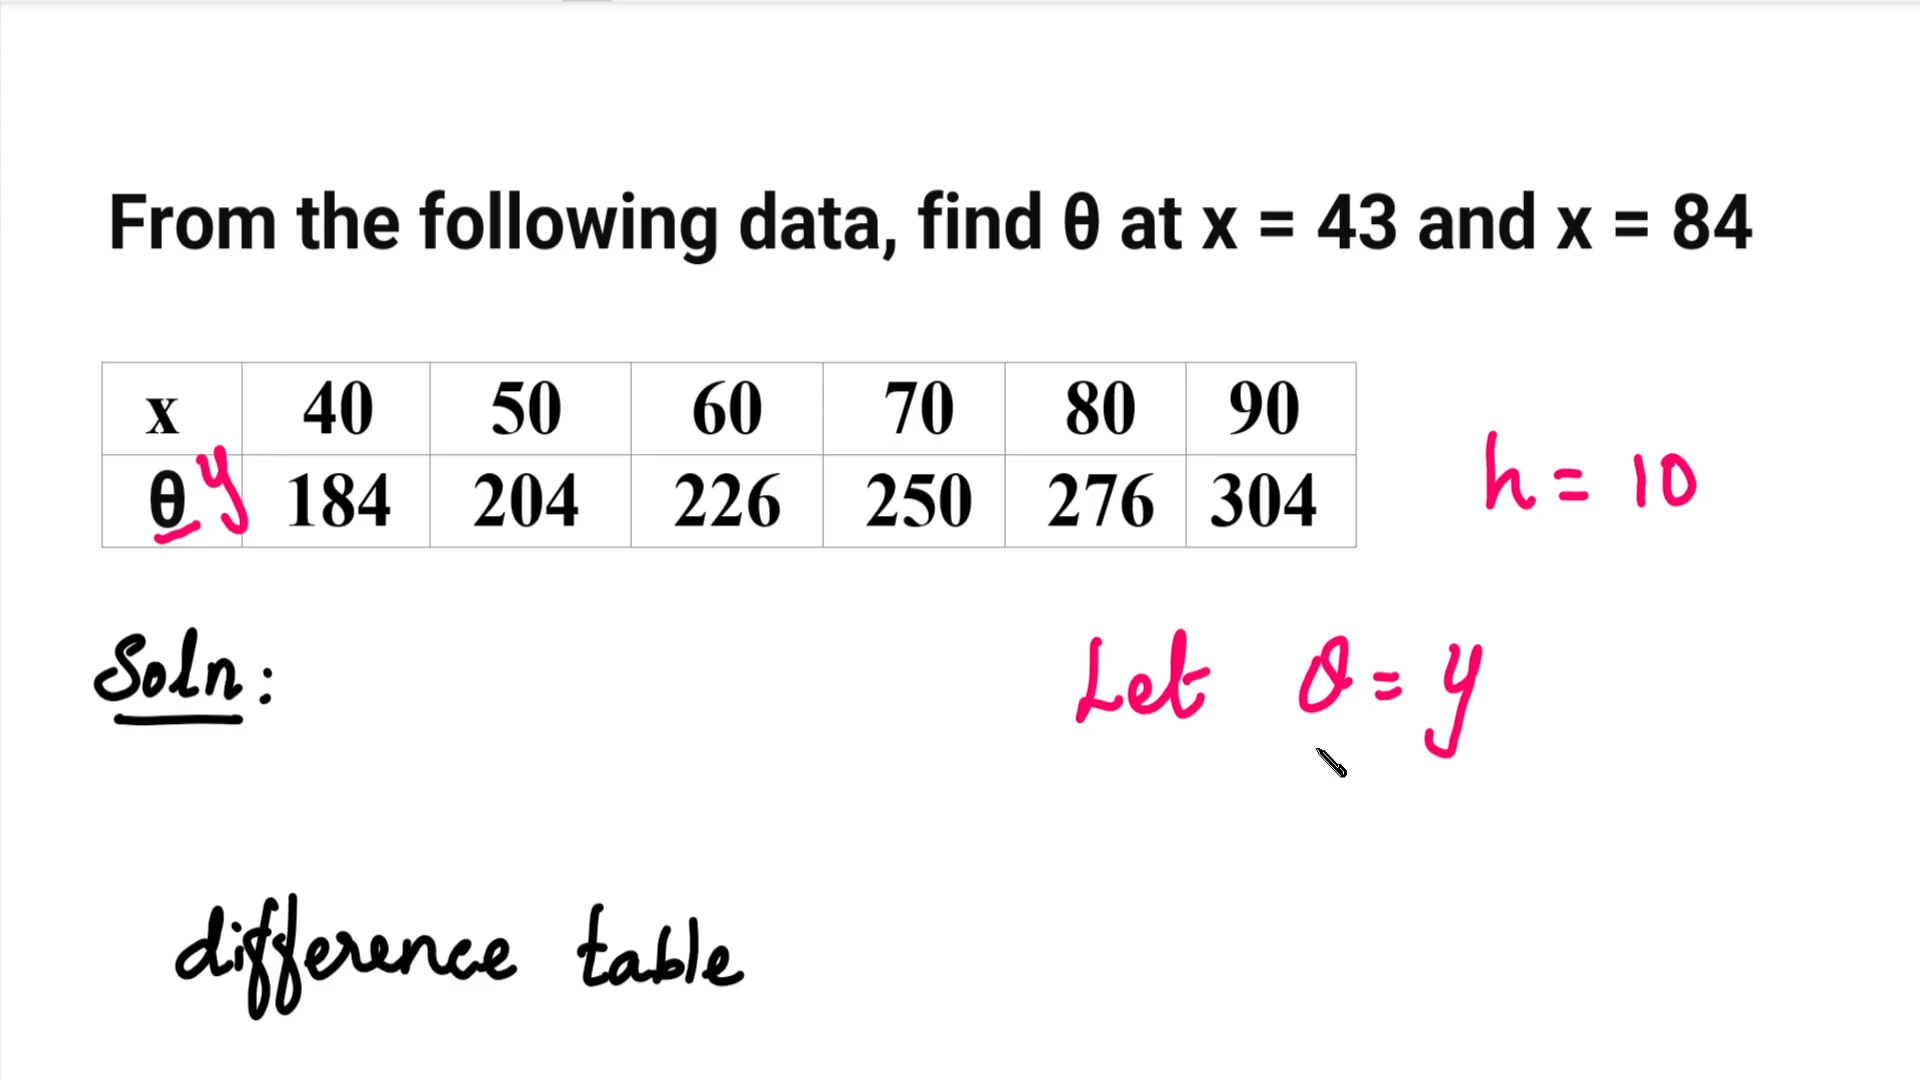 From the following data, find θ at x = 43 and x = 84
x 40 50 60 70 80 90
θ y 184 204 226 250 276 304
h = 10
Soln:
Let θ = y
difference table